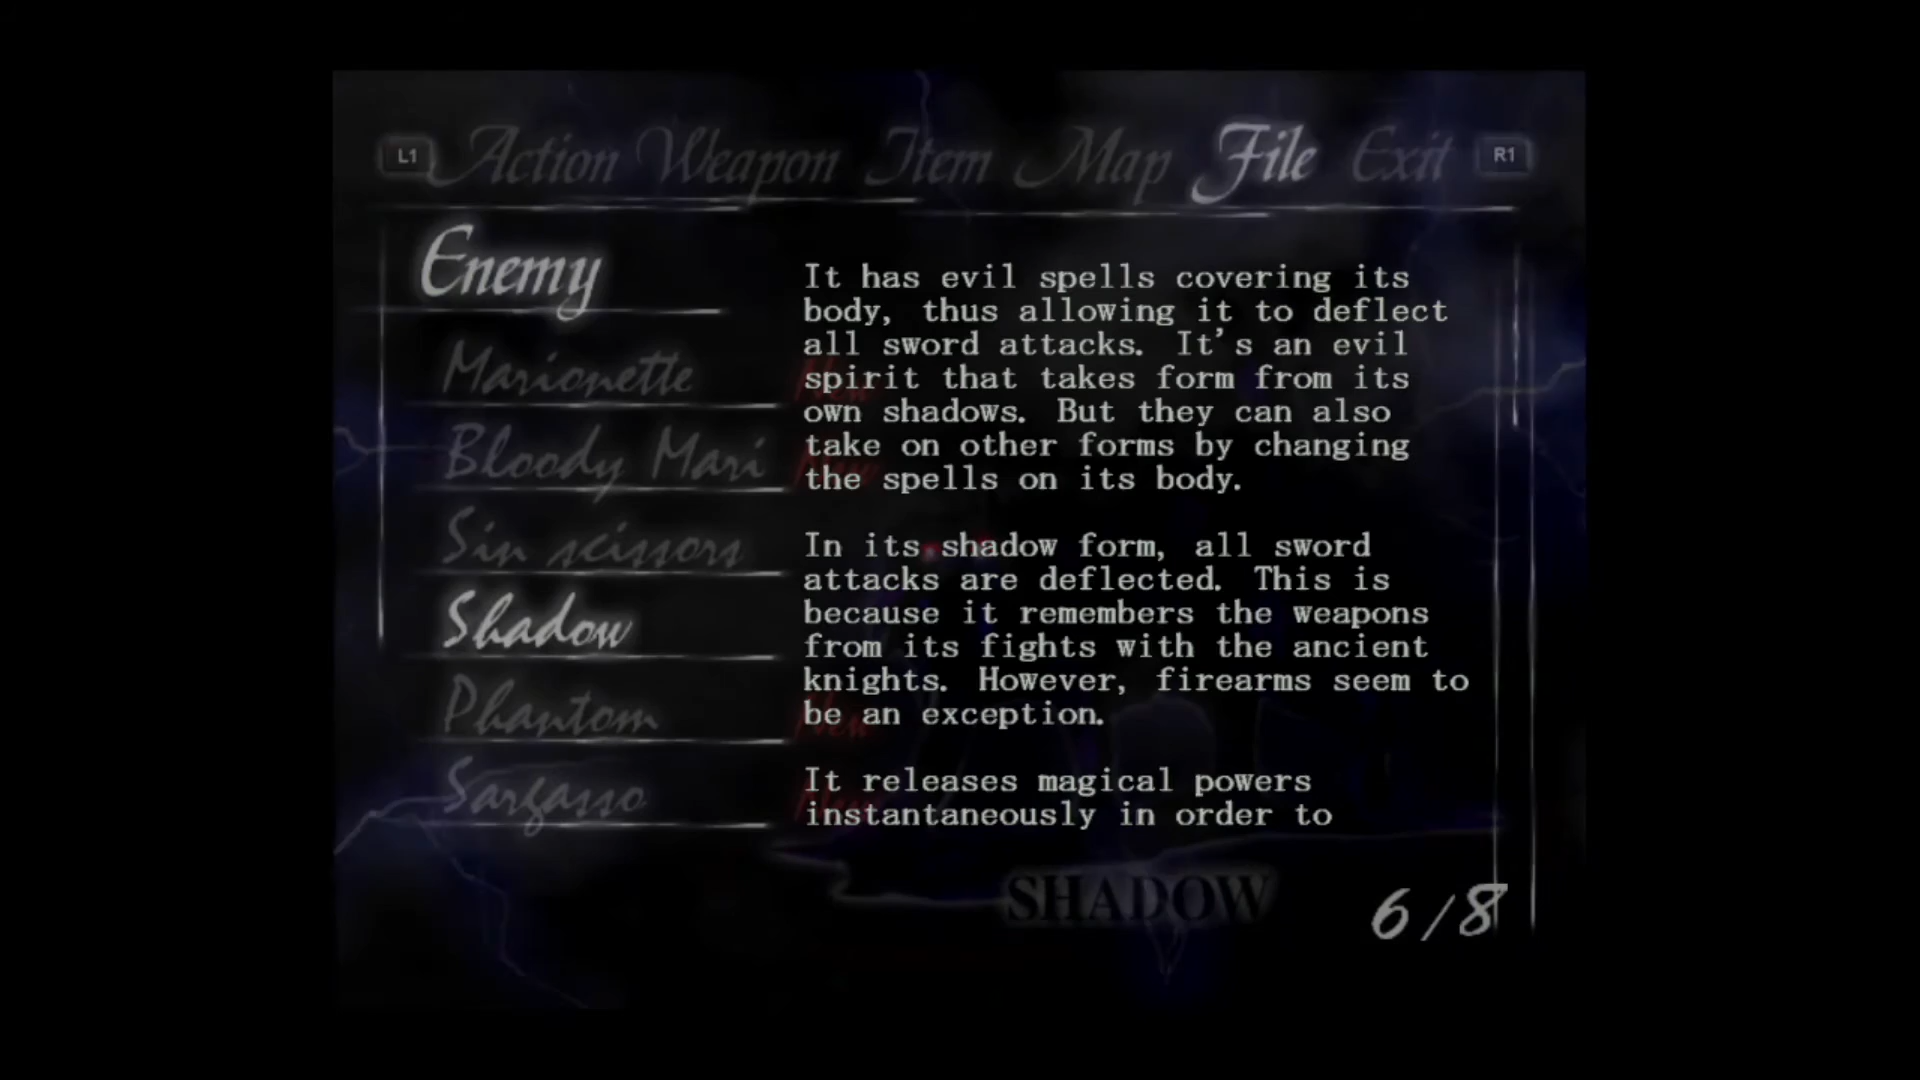 L1 Action Weapon Item Map File Exit R1
Enemy
Marionette New
Bloody Mari New
Sin scissors
Shadow
Phantom New
Sargasso New
It has evil spells covering its
body, thus allowing it to deflect
all sword attacks. It's an evil
spirit that takes form from its
own shadows. But they can also
take on other forms by changing
the spells on its body.
In its shadow form, all sword
attacks are deflected. This is
because it remembers the weapons
from its fights with the ancient
knights. However, firearms seem to
be an exception.
It releases magical powers
instantaneously in order to
SHADOW
6/8